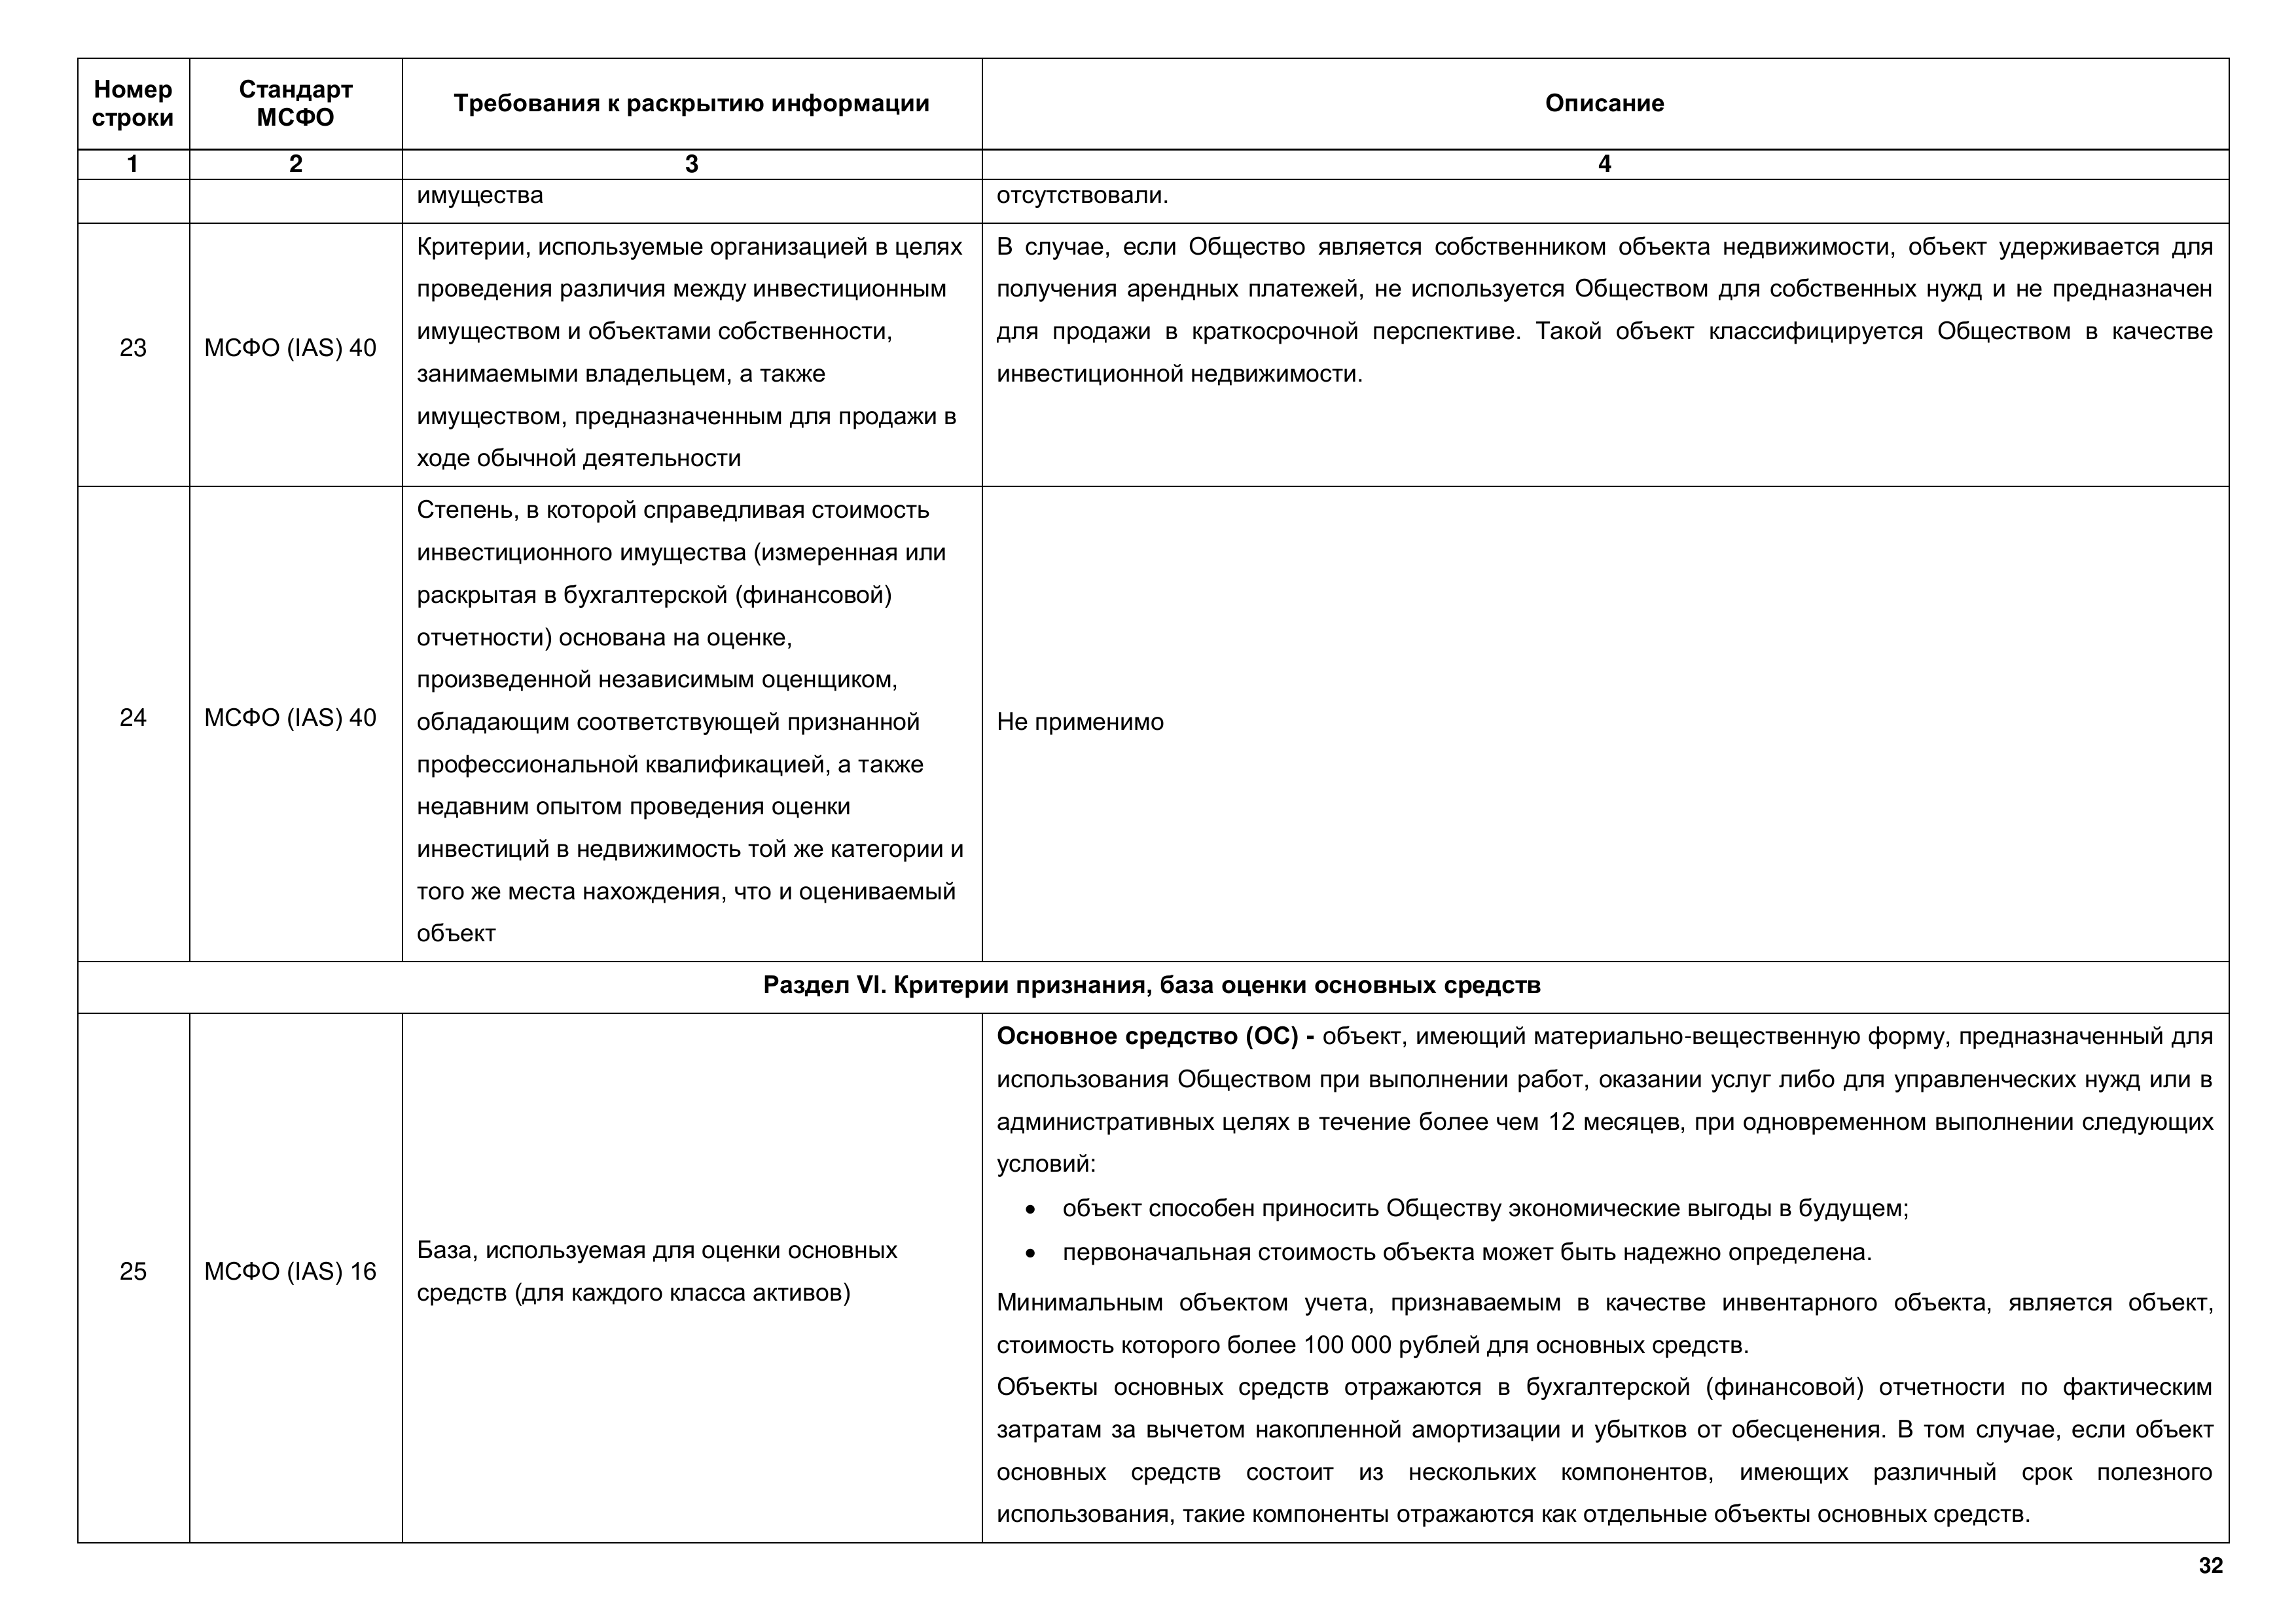 Номер строки
Стандарт МСФО
Требования к раскрытию информации
Описание
1
2
3
4
имущества
отсутствовали.
23
МСФО (IAS) 40
Критерии, используемые организацией в целях
проведения различия между инвестиционным
имуществом и объектами собственности,
занимаемыми владельцем, а также
имуществом, предназначенным для продажи в
ходе обычной деятельности
В случае, если Общество является собственником объекта недвижимости, объект удерживается для
получения арендных платежей, не используется Обществом для собственных нужд и не предназначен
для продажи в краткосрочной перспективе. Такой объект классифицируется Обществом в качестве
инвестиционной недвижимости.
24
МСФО (IAS) 40
Степень, в которой справедливая стоимость
инвестиционного имущества (измеренная или
раскрытая в бухгалтерской (финансовой)
отчетности) основана на оценке,
произведенной независимым оценщиком,
обладающим соответствующей признанной
профессиональной квалификацией, а также
недавним опытом проведения оценки
инвестиций в недвижимость той же категории и
того же места нахождения, что и оцениваемый
объект
Не применимо
Раздел VI. Критерии признания, база оценки основных средств
25
МСФО (IAS) 16
База, используемая для оценки основных
средств (для каждого класса активов)
Основное средство (ОС) - объект, имеющий материально-вещественную форму, предназначенный для
использования Обществом при выполнении работ, оказании услуг либо для управленческих нужд или в
административных целях в течение более чем 12 месяцев, при одновременном выполнении следующих
условий:
• объект способен приносить Обществу экономические выгоды в будущем;
• первоначальная стоимость объекта может быть надежно определена.
Минимальным объектом учета, признаваемым в качестве инвентарного объекта, является объект,
стоимость которого более 100 000 рублей для основных средств.
Объекты основных средств отражаются в бухгалтерской (финансовой) отчетности по фактическим
затратам за вычетом накопленной амортизации и убытков от обесценения. В том случае, если объект
основных средств состоит из нескольких компонентов, имеющих различный срок полезного
использования, такие компоненты отражаются как отдельные объекты основных средств.
32